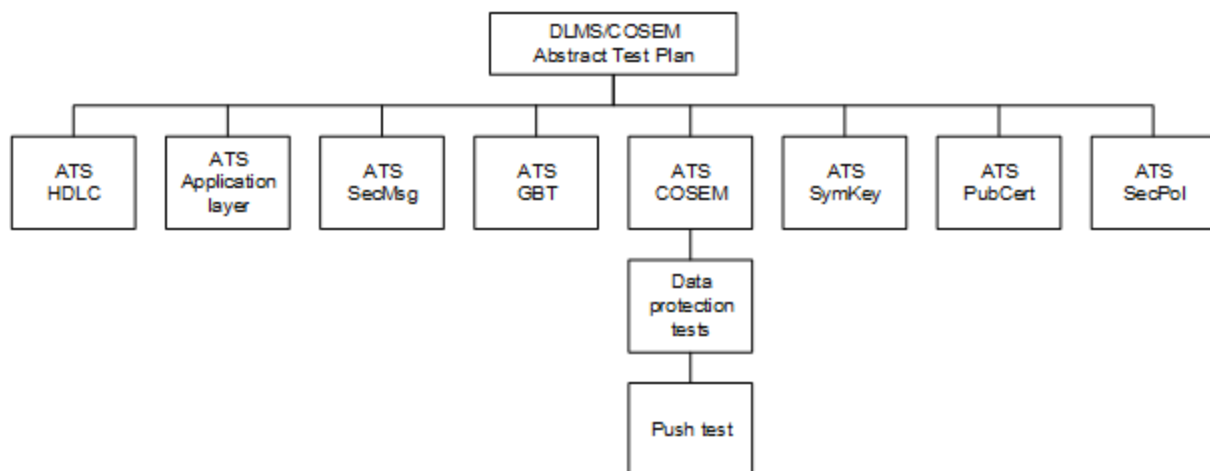 DLMS/COSEM
Abstract Test Plan
ATS
HDLC
ATS
Application
layer
ATS
SecMsg
ATS
GBT
ATS
COSEM
ATS
SymKey
ATS
PubCert
ATS
SecPol
Data
protection
tests
Push test